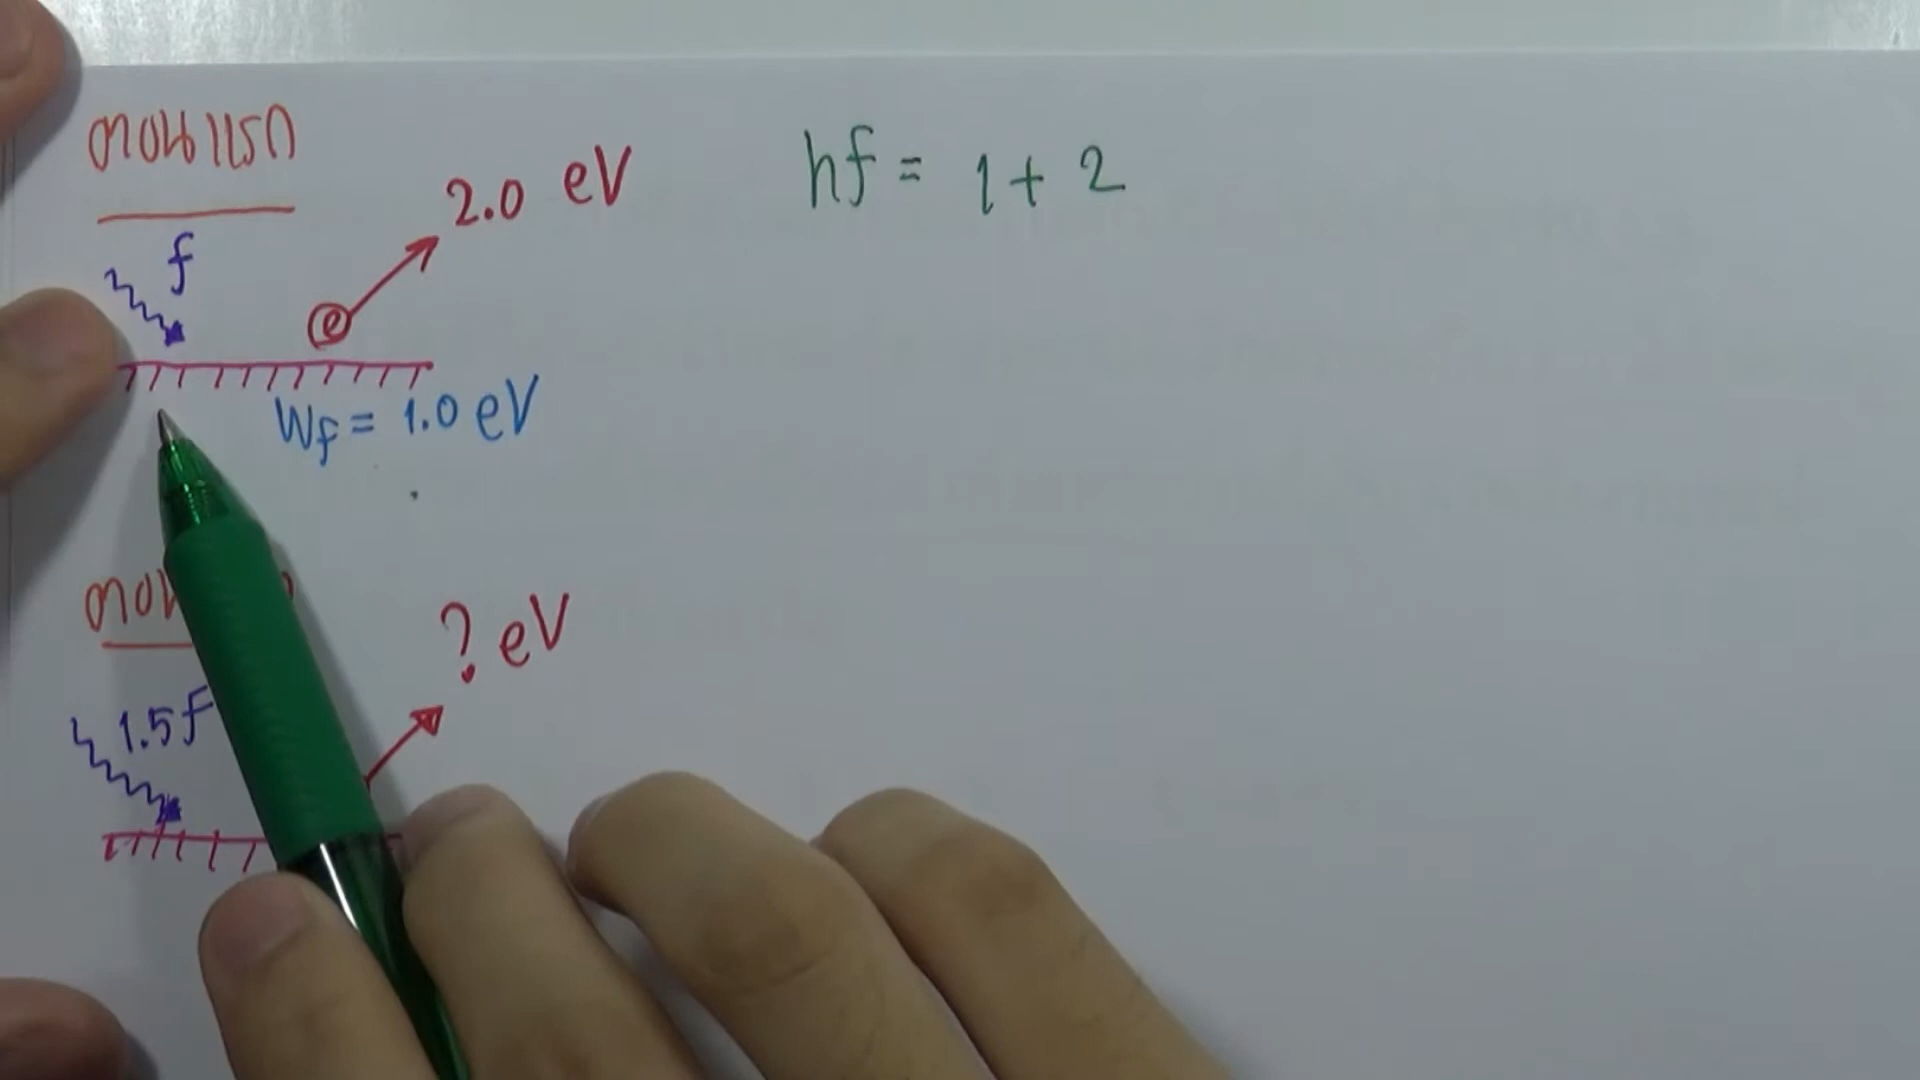 ตอนแรก
2.0 eV
hf = 1 + 2
f
e
Wf = 1.0 eV
? eV
1.5f